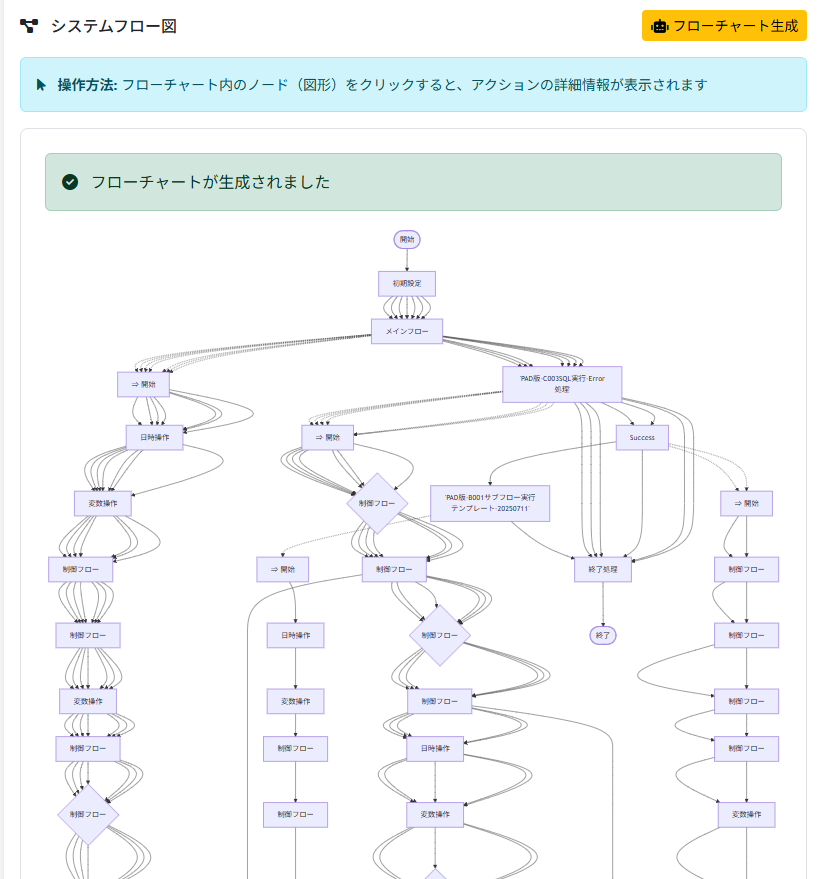 システムフロー図
フローチャート生成
操作方法: フローチャート内のノード（図形）をクリックすると、アクションの詳細情報が表示されます
フローチャートが生成されました
開始
初期設定
メインフロー
⇒ 開始
'PAD版-C003SQL実行-Error
処理
日時操作
⇒ 開始
Success
変数操作
制御フロー
'PAD版-B001サブフロー実行
テンプレート-20250711'
⇒ 開始
制御フロー
⇒ 開始
制御フロー
終了処理
制御フロー
制御フロー
日時操作
制御フロー
終了
制御フロー
変数操作
変数操作
制御フロー
制御フロー
制御フロー
制御フロー
日時操作
制御フロー
制御フロー
制御フロー
変数操作
変数操作